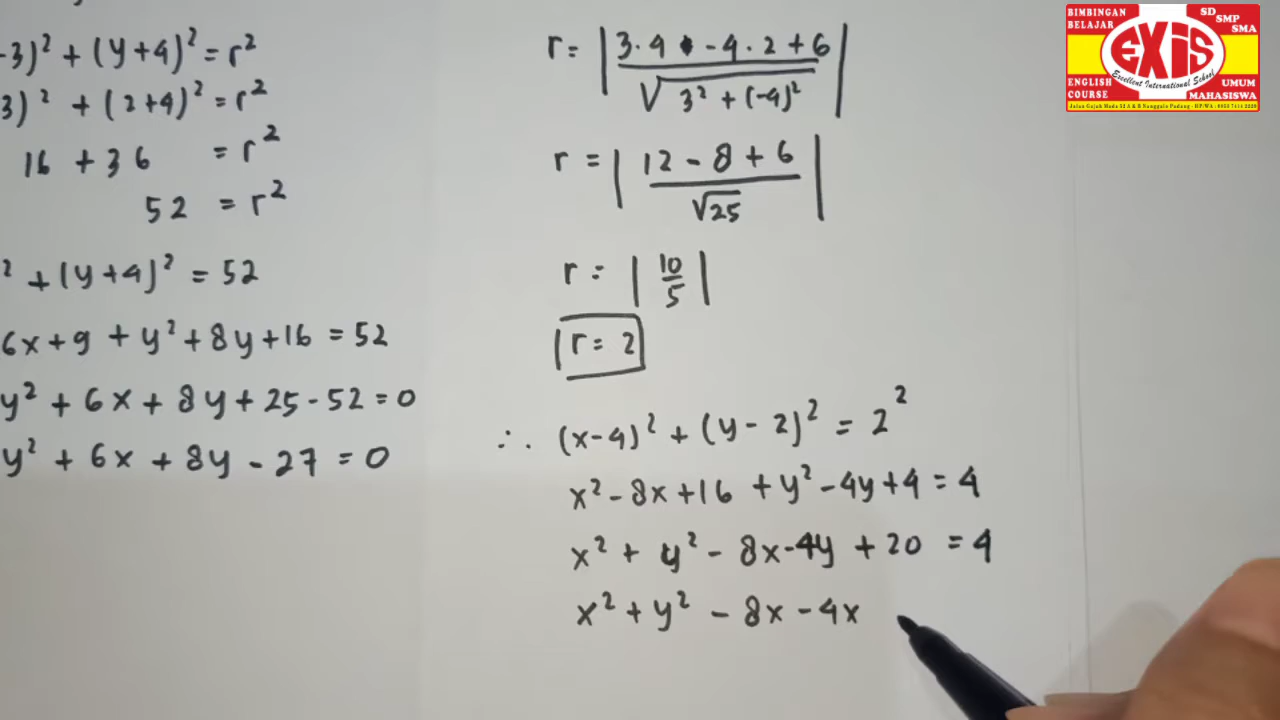 -3)² + (y+4)² = r²
3)² + (2+4)² = r²
16 + 36 = r²
52 = r²
² + (y+4)² = 52
6x+9 + y² + 8y + 16 = 52
y² + 6x + 8y + 25 - 52 = 0
y² + 6x + 8y - 27 = 0
r = | 3·4 - 4·2 + 6 / √3² + (-4)² |
r = | 12 - 8 + 6 / √25 |
r = | 10/5 |
r = 2
∴ (x-4)² + (y-2)² = 2²
x² - 8x + 16 + y² - 4y + 4 = 4
x² + y² - 8x - 4y + 20 = 4
x² + y² - 8x - 4x
BIMBINGAN BELAJAR
SD SMP SMA
EXIS
Excellent International School
ENGLISH COURSE
UMUM MAHASISWA